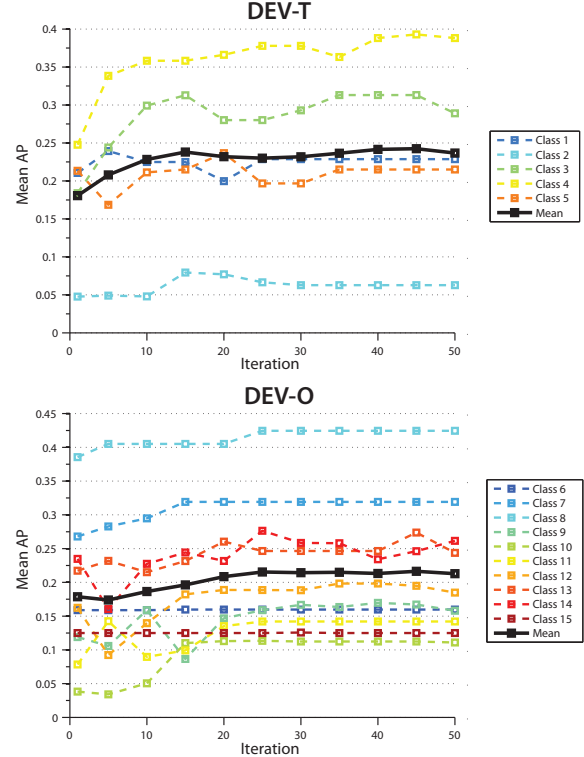 DEV-T
0.4
0.35
0.3
0.25
0.2
0.15
0.1
0.05
0
Mean AP
0 10 20 30 40 50
Iteration
Class 1
Class 2
Class 3
Class 4
Class 5
Mean
DEV-O
0.45
0.4
0.35
0.3
0.25
0.2
0.15
0.1
0.05
0
Mean AP
0 10 20 30 40 50
Iteration
Class 6
Class 7
Class 8
Class 9
Class 10
Class 11
Class 12
Class 13
Class 14
Class 15
Mean